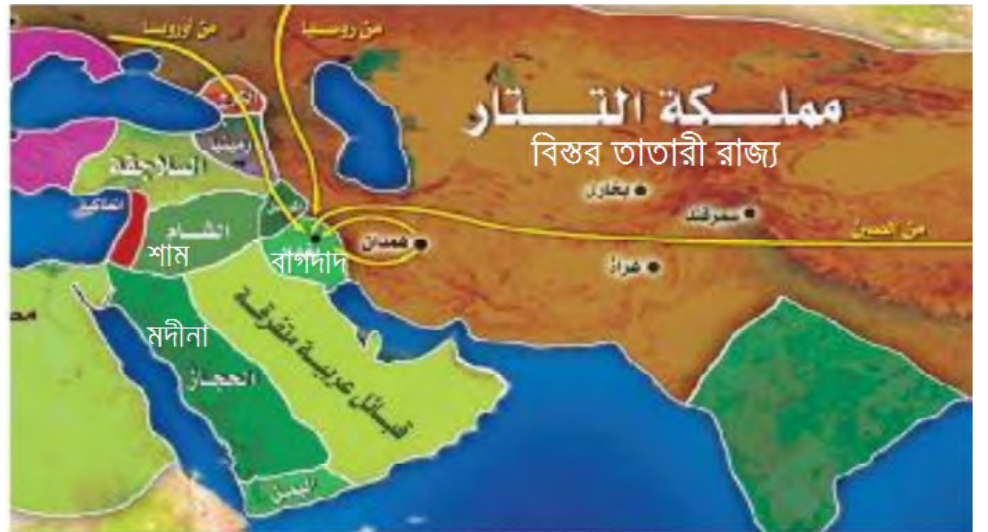 من أوروبا
من روسيا
مملكة التتار
বিস্তর তাতারী রাজ্য
الكرج
أرمينيا
السلاجقة
بخارى
سمرقند
من الصين
الشام
শাম
বাগদাদ
همدان
هراة
মদীনা
الحجاز
قبائل عربية متفرقة
اليمن